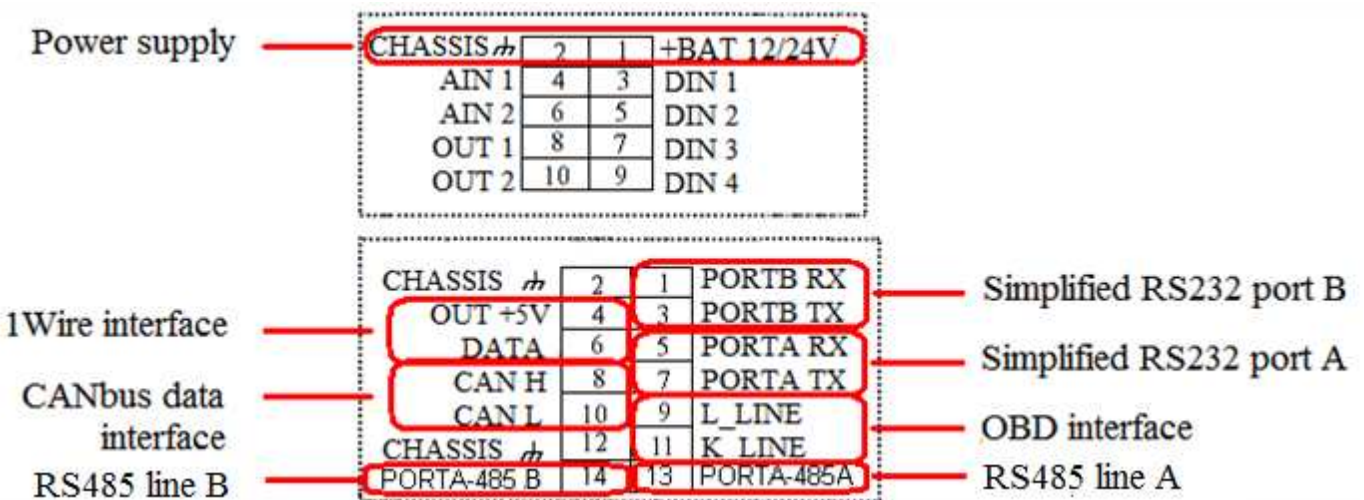 Power supply
CHASSIS 2 1 +BAT 12/24V
AIN 1 4 3 DIN 1
AIN 2 6 5 DIN 2
OUT 1 8 7 DIN 3
OUT 2 10 9 DIN 4
CHASSIS 2 1 PORTB RX
Simplified RS232 port B
1Wire interface
OUT +5V 4 3 PORTB TX
DATA 6 5 PORTA RX
Simplified RS232 port A
CANbus data
interface
CAN H 8 7 PORTA TX
CAN L 10 9 L_LINE
OBD interface
CHASSIS 12 11 K_LINE
RS485 line B
PORTA-485 B 14 13 PORTA-485A
RS485 line A